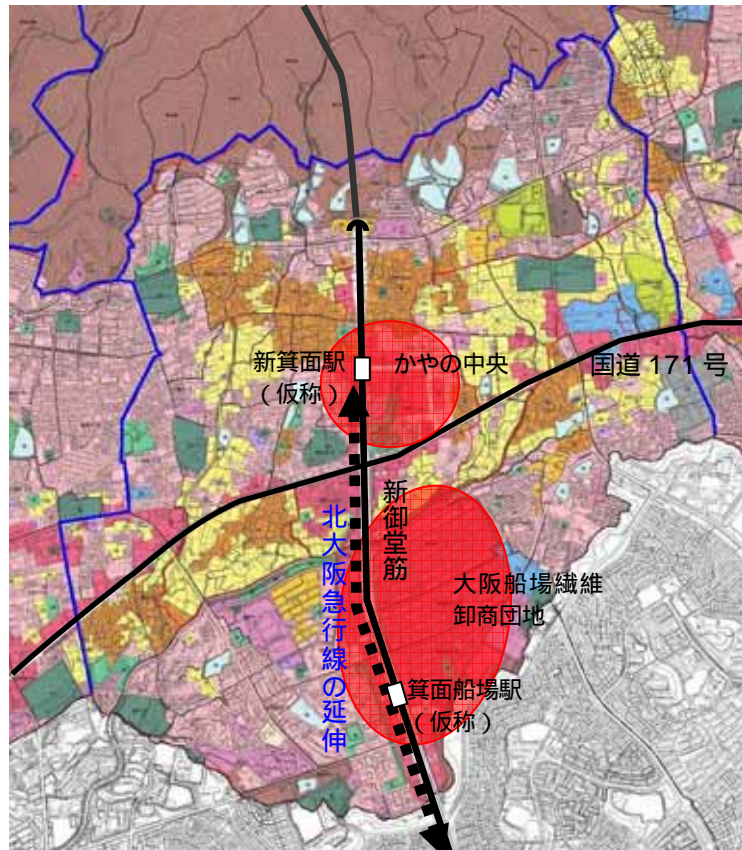 新箕面駅
（仮称）
かやの中央
国道 171 号
新御堂筋
北大阪急行線の延伸
大阪船場繊維
卸商団地
箕面船場駅
（仮称）